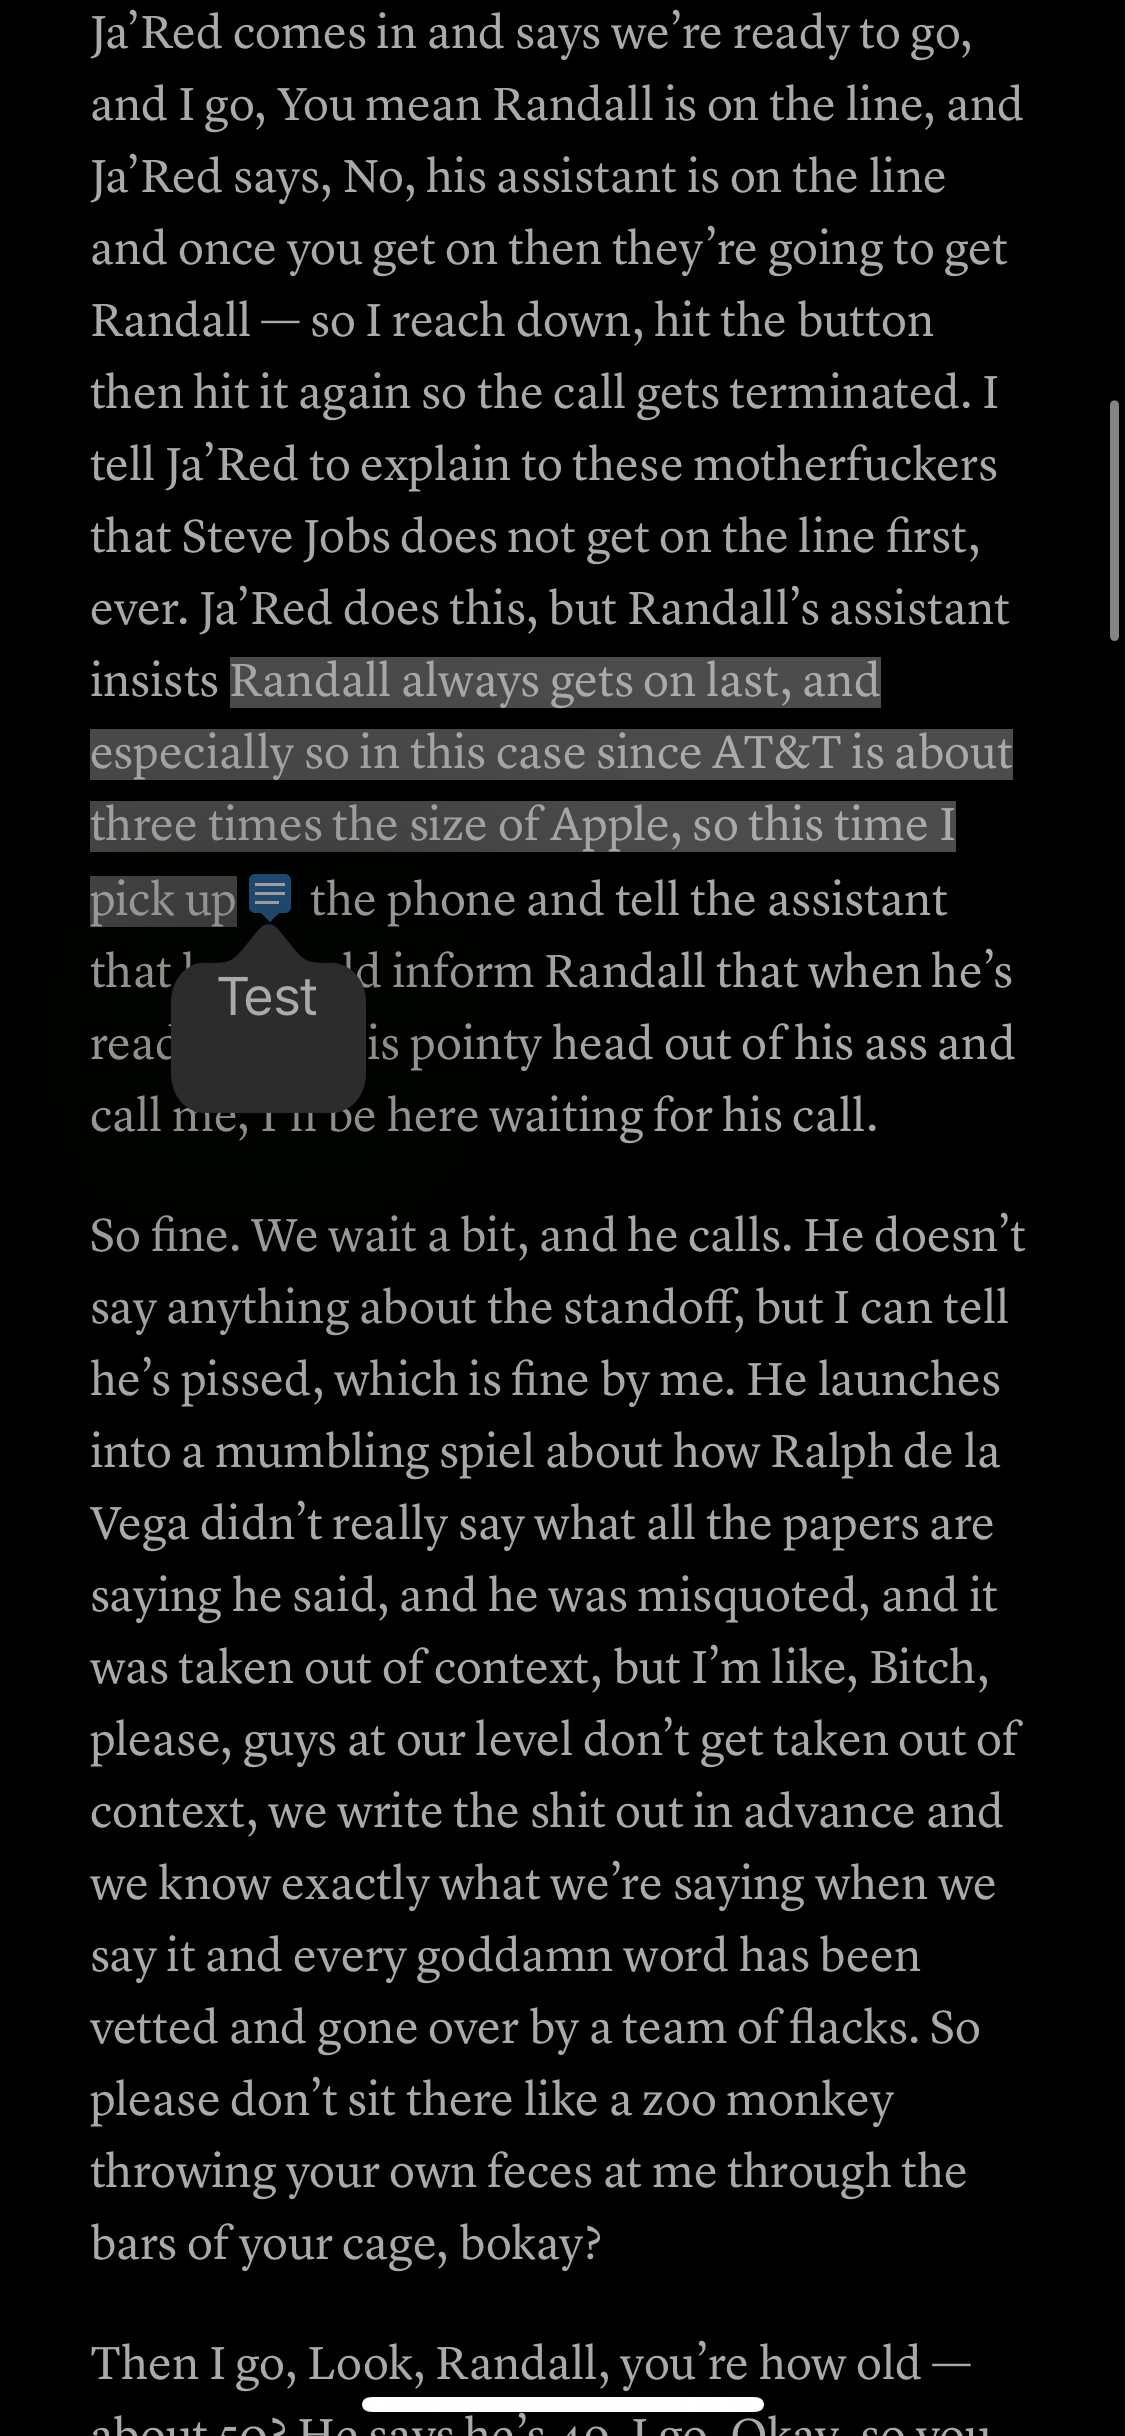 Ja’Red comes in and says we’re ready to go,
and I go, You mean Randall is on the line, and
Ja’Red says, No, his assistant is on the line
and once you get on then they’re going to get
Randall — so I reach down, hit the button
then hit it again so the call gets terminated. I
tell Ja’Red to explain to these motherfuckers
that Steve Jobs does not get on the line first,
ever. Ja’Red does this, but Randall’s assistant
insists Randall always gets on last, and
especially so in this case since AT&T is about
three times the size of Apple, so this time I
pick up the phone and tell the assistant
that inform Randall that when he’s
Test
pointy head out of his ass and
call me, I’ll be here waiting for his call.
So fine. We wait a bit, and he calls. He doesn’t
say anything about the standoff, but I can tell
he’s pissed, which is fine by me. He launches
into a mumbling spiel about how Ralph de la
Vega didn’t really say what all the papers are
saying he said, and he was misquoted, and it
was taken out of context, but I’m like, Bitch,
please, guys at our level don’t get taken out of
context, we write the shit out in advance and
we know exactly what we’re saying when we
say it and every goddamn word has been
vetted and gone over by a team of flacks. So
please don’t sit there like a zoo monkey
throwing your own feces at me through the
bars of your cage, bokay?
Then I go, Look, Randall, you’re how old —
about 50? He says he’s 49. I go, Okay, so you